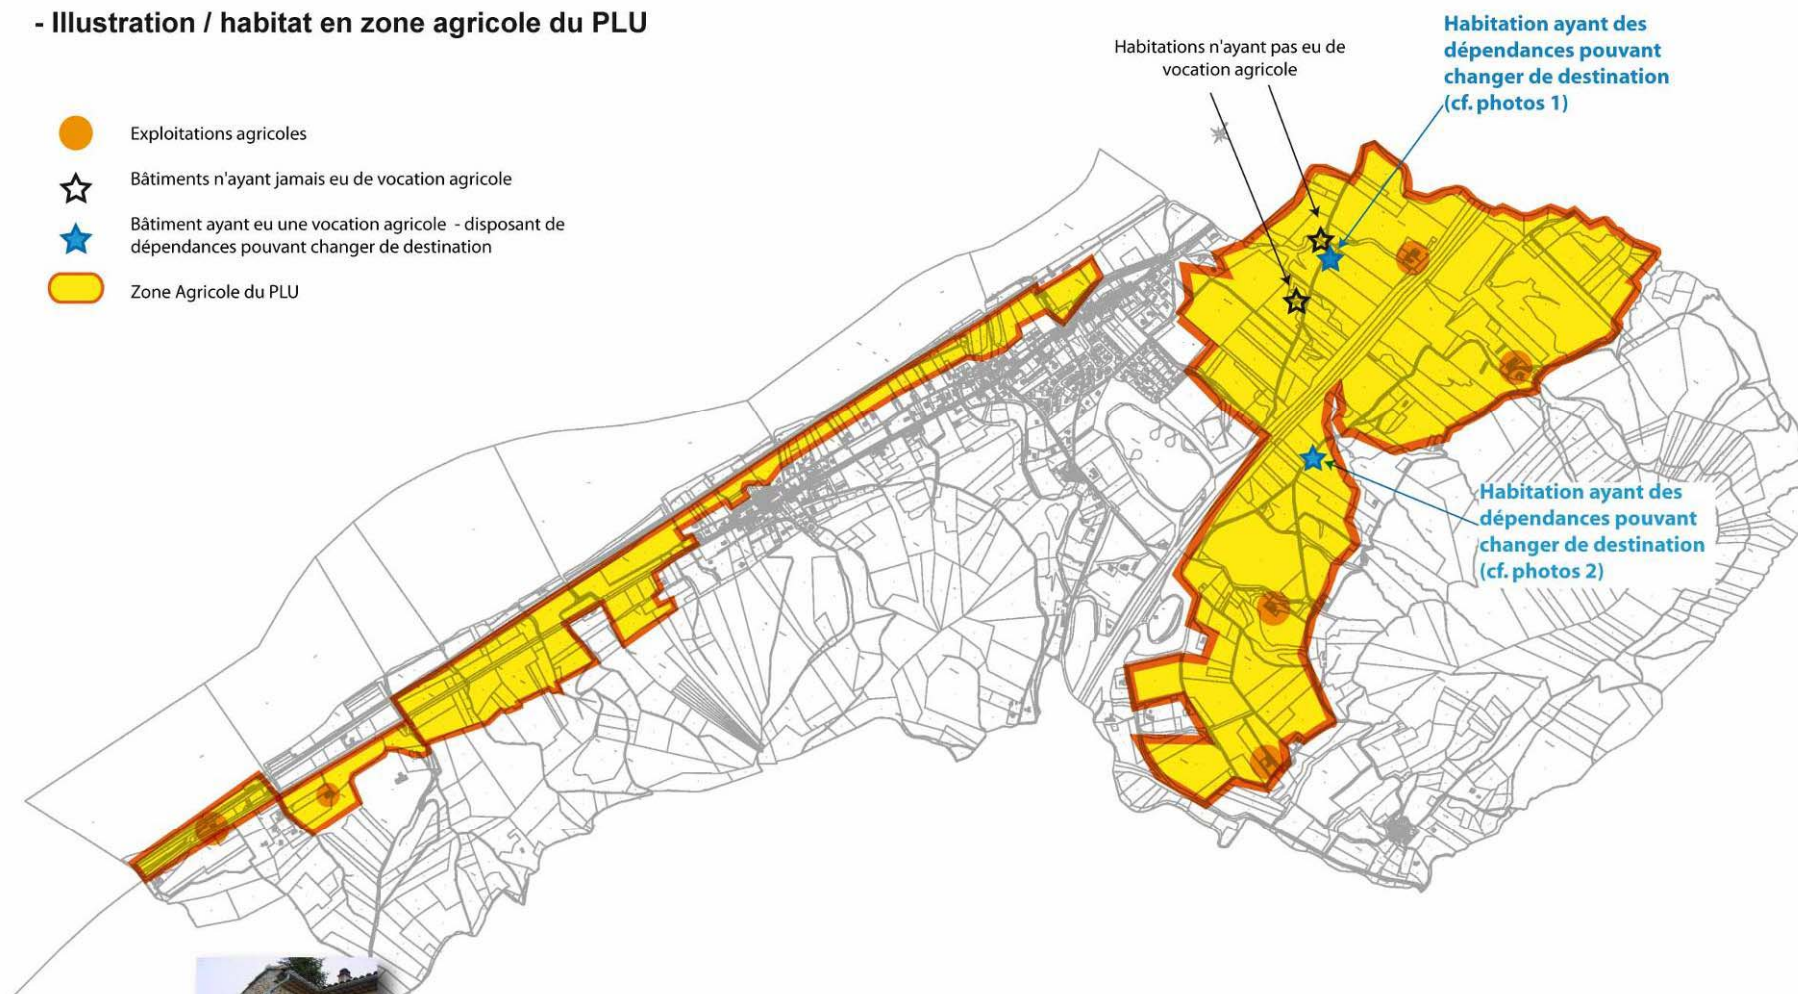 - Illustration / habitat en zone agricole du PLU
Habitations n'ayant pas eu de
vocation agricole
Habitation ayant des
dépendances pouvant
changer de destination
(cf. photos 1)
Exploitations agricoles
Bâtiments n'ayant jamais eu de vocation agricole
Bâtiment ayant eu une vocation agricole - disposant de
dépendances pouvant changer de destination
Zone Agricole du PLU
Habitation ayant des
dépendances pouvant
changer de destination
(cf. photos 2)